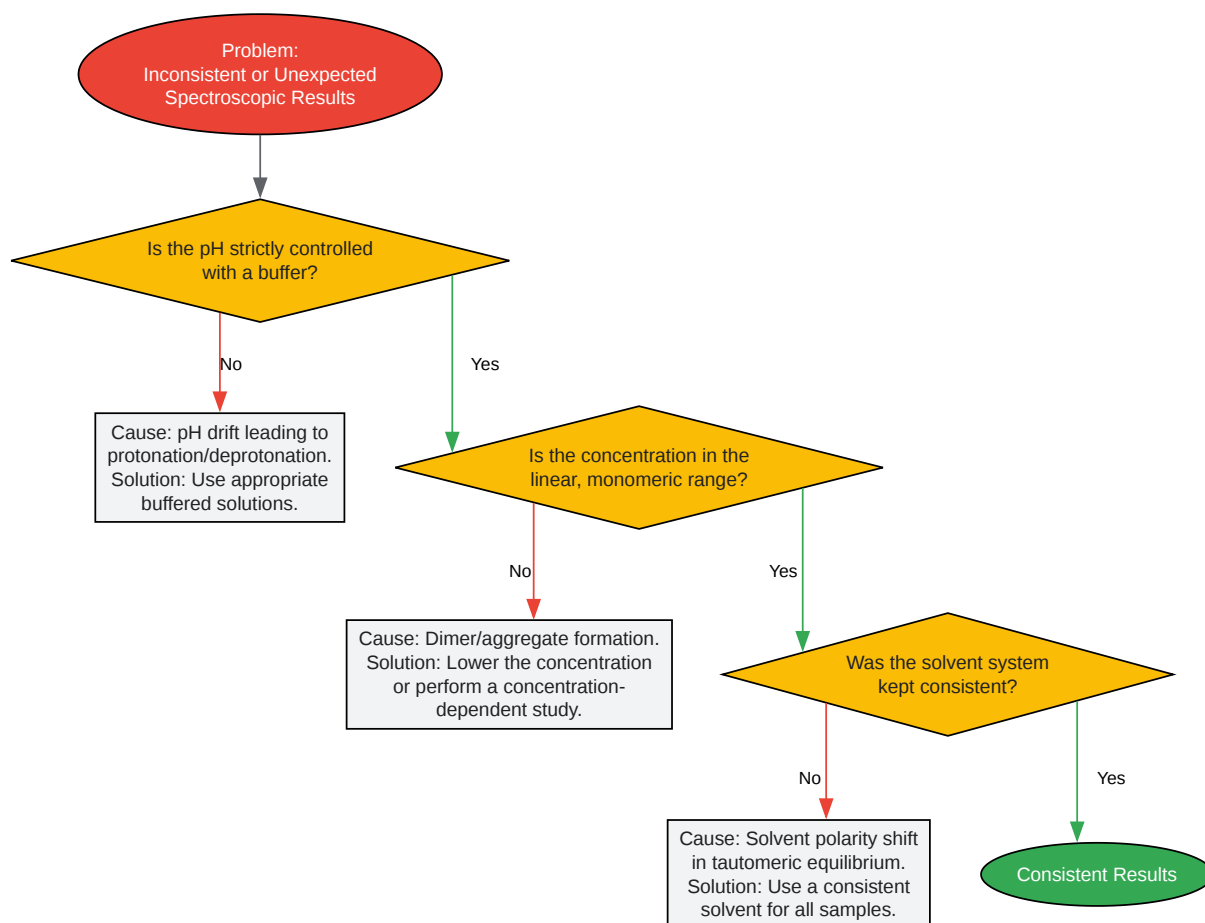 Problem:
Inconsistent or Unexpected
Spectroscopic Results
Is the pH strictly controlled
with a buffer?
No
Yes
Cause: pH drift leading to
protonation/deprotonation.
Solution: Use appropriate
buffered solutions.
Is the concentration in the
linear, monomeric range?
No
Yes
Cause: Dimer/aggregate formation.
Solution: Lower the concentration
or perform a concentration-
dependent study.
Was the solvent system
kept consistent?
No
Yes
Cause: Solvent polarity shift
in tautomeric equilibrium.
Solution: Use a consistent
solvent for all samples.
Consistent Results